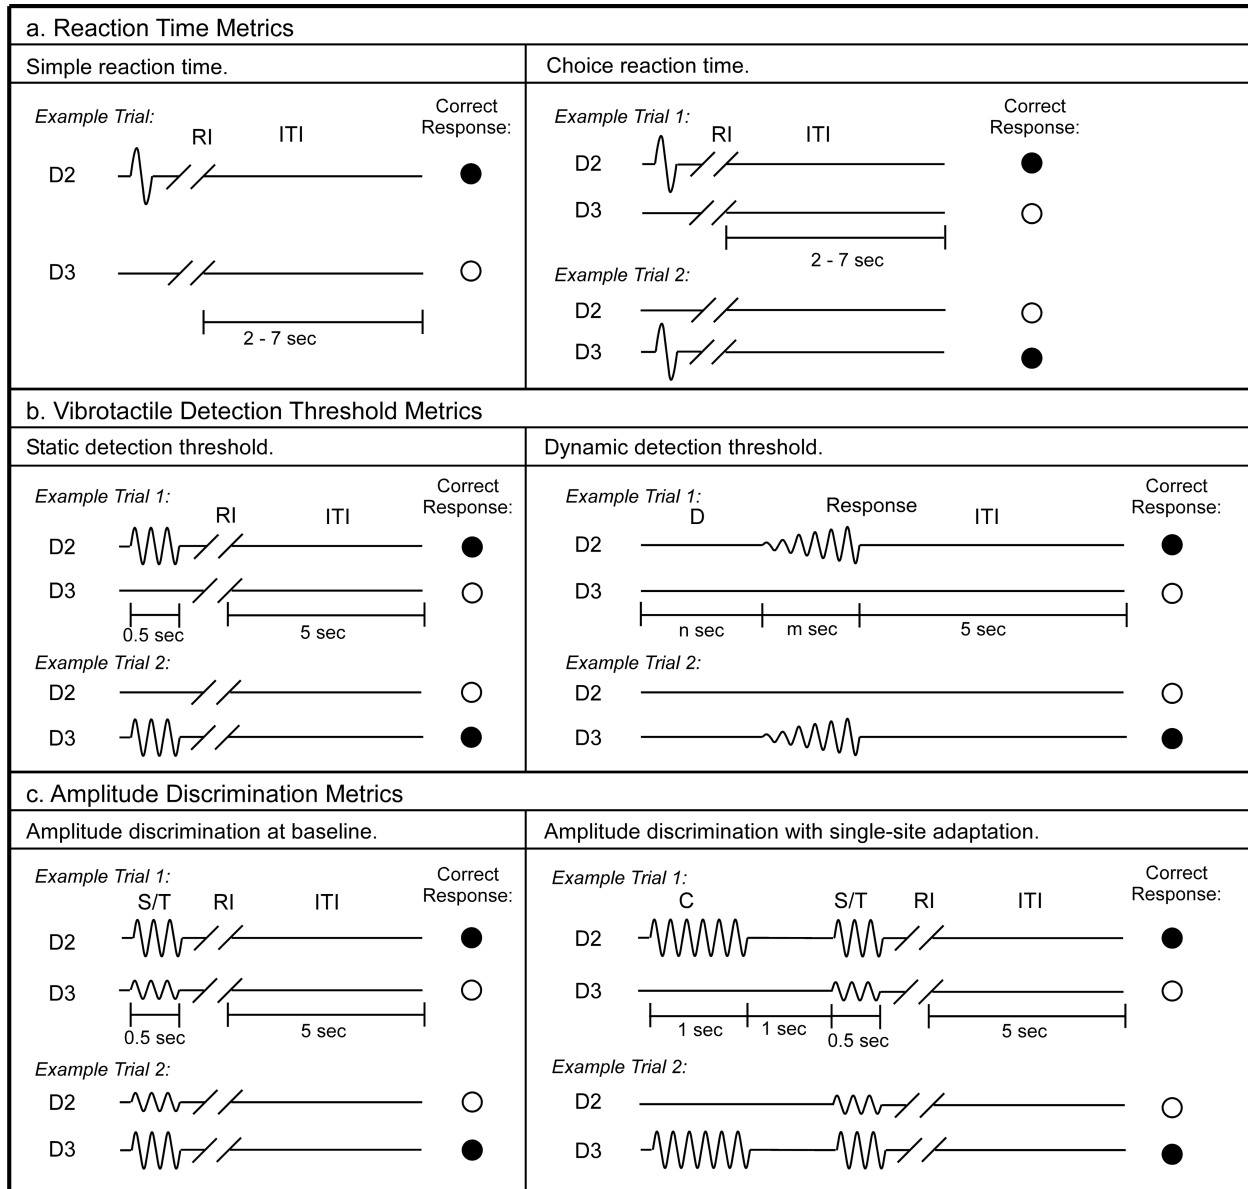 a. Reaction Time Metrics
Simple reaction time.
Example Trial:
Correct
Response:
RI
ITI
D2
D3
2 - 7 sec
Choice reaction time.
Example Trial 1:
Correct
Response:
RI
ITI
D2
D3
2 - 7 sec
Example Trial 2:
D2
D3
b. Vibrotactile Detection Threshold Metrics
Static detection threshold.
Example Trial 1:
Correct
Response:
RI
ITI
D2
D3
0.5 sec
5 sec
Example Trial 2:
D2
D3
Dynamic detection threshold.
Example Trial 1:
Correct
Response:
D
Response
ITI
D2
D3
n sec
m sec
5 sec
Example Trial 2:
D2
D3
c. Amplitude Discrimination Metrics
Amplitude discrimination at baseline.
Example Trial 1:
Correct
Response:
S/T
RI
ITI
D2
D3
0.5 sec
5 sec
Example Trial 2:
D2
D3
Amplitude discrimination with single-site adaptation.
Example Trial 1:
Correct
Response:
C
S/T
RI
ITI
D2
D3
1 sec
1 sec
0.5 sec
5 sec
Example Trial 2:
D2
D3